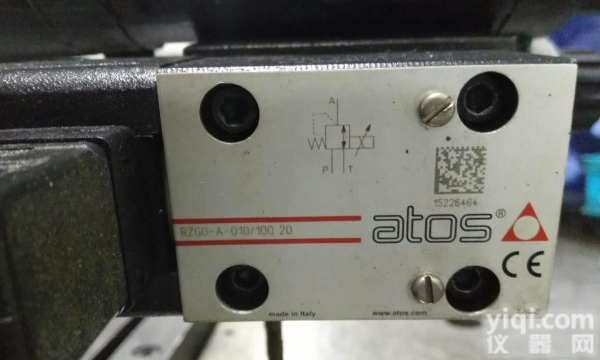 A
P T
15226464
RZGO-A-010/100 20
atos®
CE
made in Italy
www.atos.com
yiqi.com
仪器网